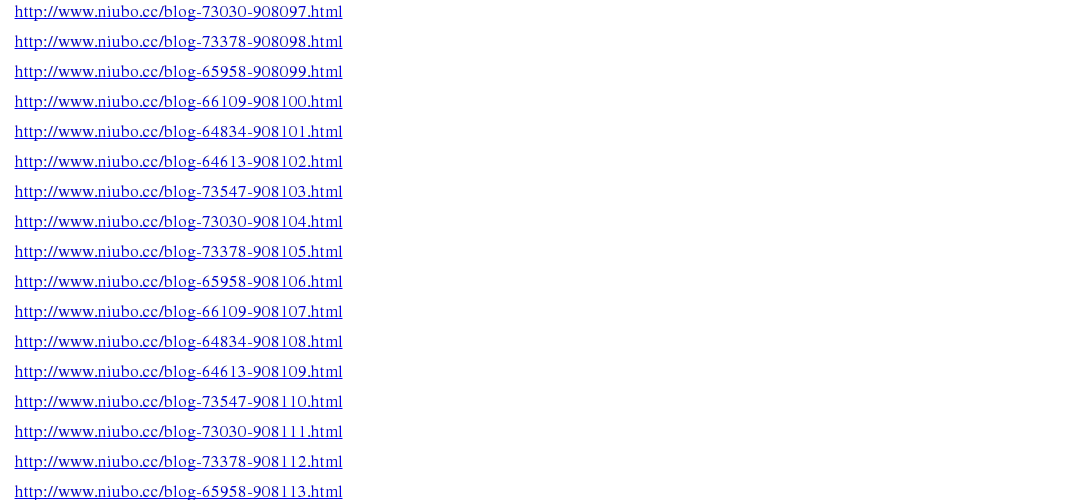 http://www.niubo.cc/blog-73030-908097.html
http://www.niubo.cc/blog-73378-908098.html
http://www.niubo.cc/blog-65958-908099.html
http://www.niubo.cc/blog-66109-908100.html
http://www.niubo.cc/blog-64834-908101.html
http://www.niubo.cc/blog-64613-908102.html
http://www.niubo.cc/blog-73547-908103.html
http://www.niubo.cc/blog-73030-908104.html
http://www.niubo.cc/blog-73378-908105.html
http://www.niubo.cc/blog-65958-908106.html
http://www.niubo.cc/blog-66109-908107.html
http://www.niubo.cc/blog-64834-908108.html
http://www.niubo.cc/blog-64613-908109.html
http://www.niubo.cc/blog-73547-908110.html
http://www.niubo.cc/blog-73030-908111.html
http://www.niubo.cc/blog-73378-908112.html
http://www.niubo.cc/blog-65958-908113.html